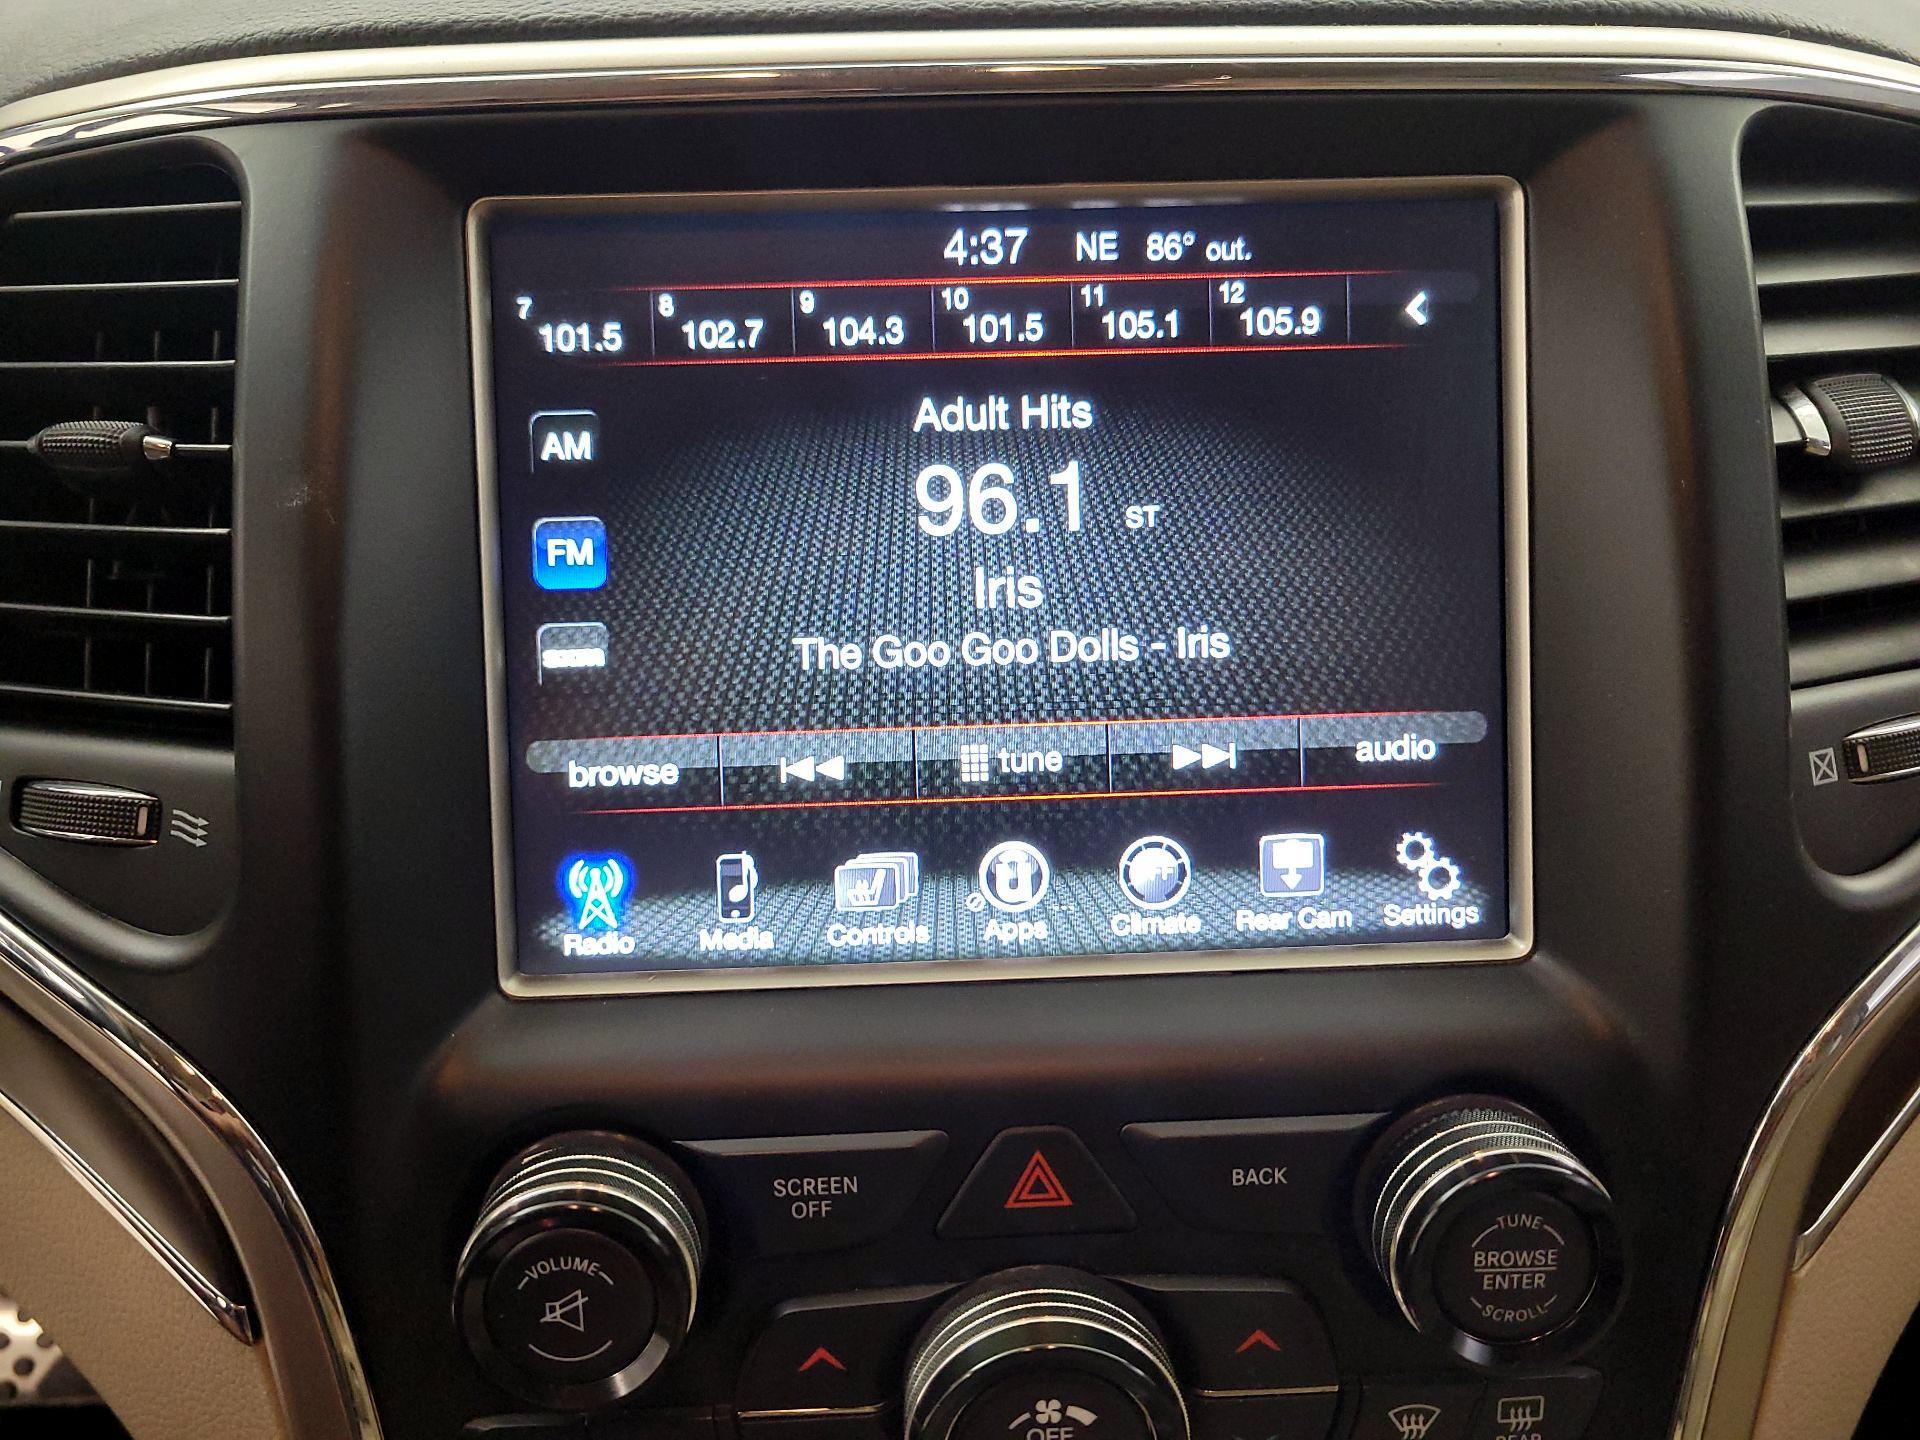 4:37 NE 86° out.
7 8 9 10 11 12
101.5 102.7 104.3 101.5 105.1 105.9
Adult Hits
AM
96.1 ST
FM
Iris
The Goo Goo Dolls - Iris
browse tune audio
OFF
Radio Media Controls Apps Climate Rear Cam Settings
SCREEN
OFF
BACK
VOLUME
TUNE
BROWSE
ENTER
SCROLL
OFF
REAR